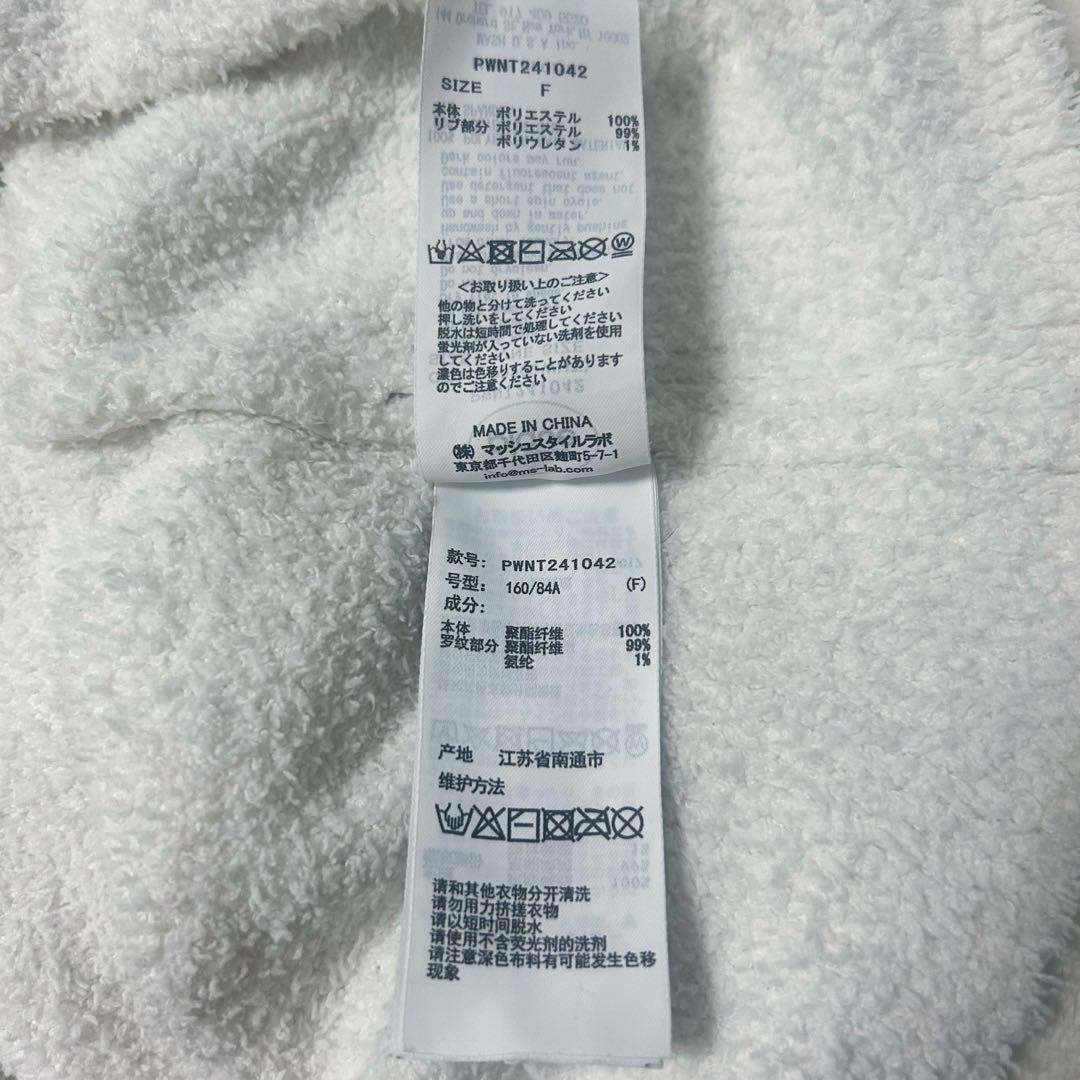 PWNT241042
SIZE F
本体 ポリエステル 100%
リブ部分 ポリエステル 99%
ポリウレタン 1%
＜お取り扱い上のご注意＞
他の物と分けて洗ってください
押し洗いをしてください
脱水は短時間で処理してください
蛍光剤が入っていない洗剤を使用
してください
濃色は色移りすることがあります
のでご注意ください
MADE IN CHINA
㈱ マッシュスタイルラボ
東京都千代田区麹町5-7-1
info@ms-lab.com
款号: PWNT241042
号型: 160/84A (F)
成分:
本体 聚酯纤维 100%
罗纹部分 聚酯纤维 99%
氨纶 1%
产地 江苏省南通市
维护方法
请和其他衣物分开清洗
请勿用力挤搓衣物
请以短时间脱水
请使用不含荧光剂的洗剂
请注意深色布料有可能发生色移
现象